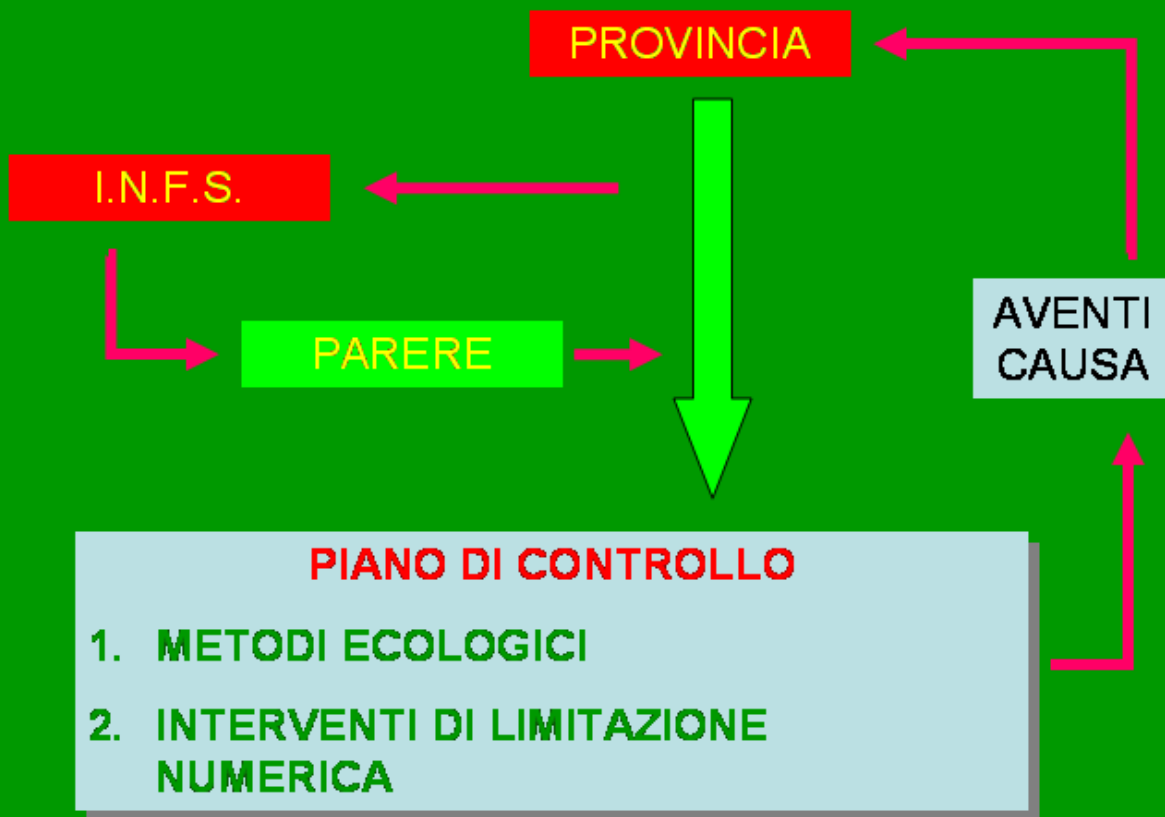 PROVINCIA
I.N.F.S.
PARERE
AVENTI
CAUSA
PIANO DI CONTROLLO
1. METODI ECOLOGICI
2. INTERVENTI DI LIMITAZIONE
NUMERICA